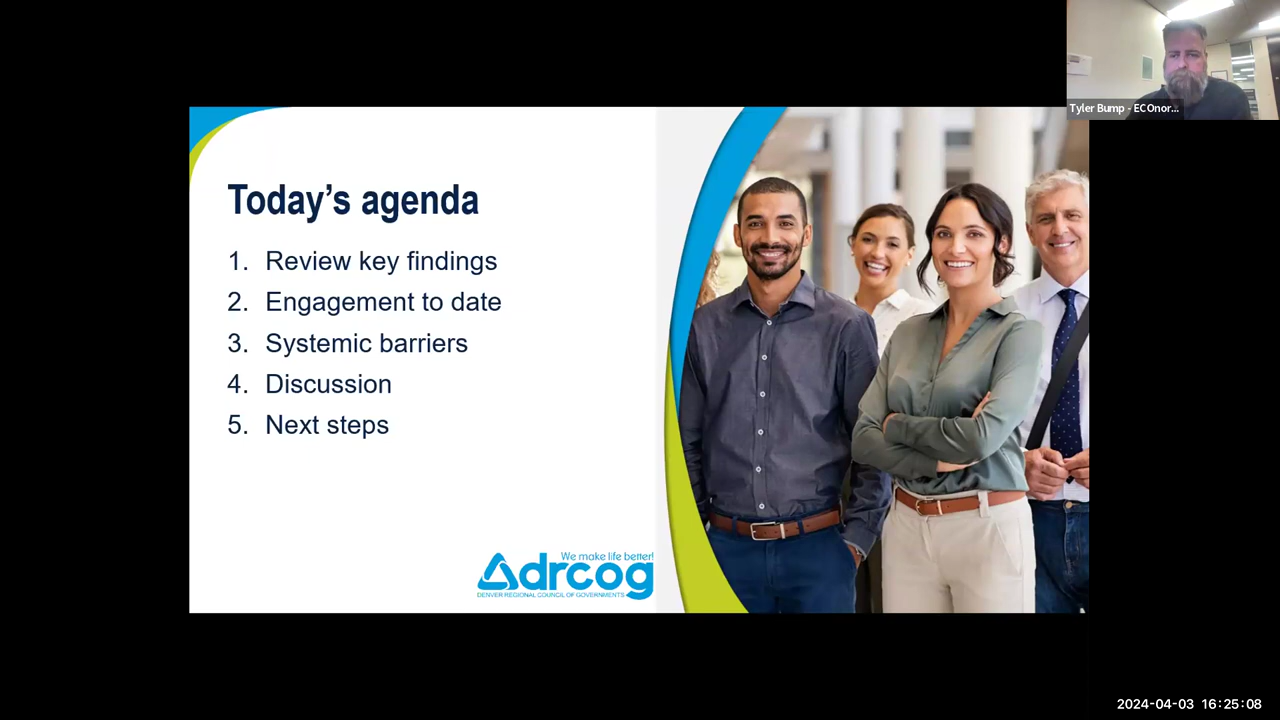 Tyler Bump - ECOnor...
Today's agenda
1. Review key findings
2. Engagement to date
3. Systemic barriers
4. Discussion
5. Next steps
We make life better!
drcog
DENVER REGIONAL COUNCIL OF GOVERNMENTS
2024-04-03 16:25:08